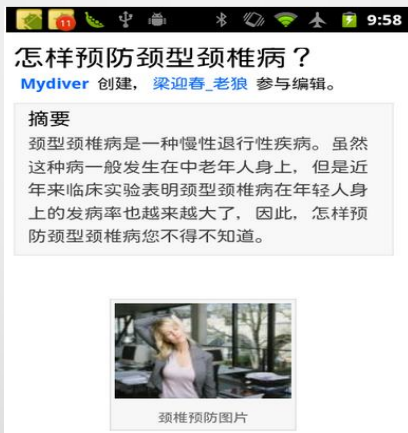 11
9:58
怎样预防颈型颈椎病？
Mydiver 创建， 梁迎春_老狼 参与编辑。
摘要
颈型颈椎病是一种慢性退行性疾病。虽然
这种病一般发生在中老年人身上，但是近
年来临床实验表明颈型颈椎病在年轻人身
上的发病率也越来越大了，因此，怎样预
防颈型颈椎病您不得不知道。
颈椎预防图片